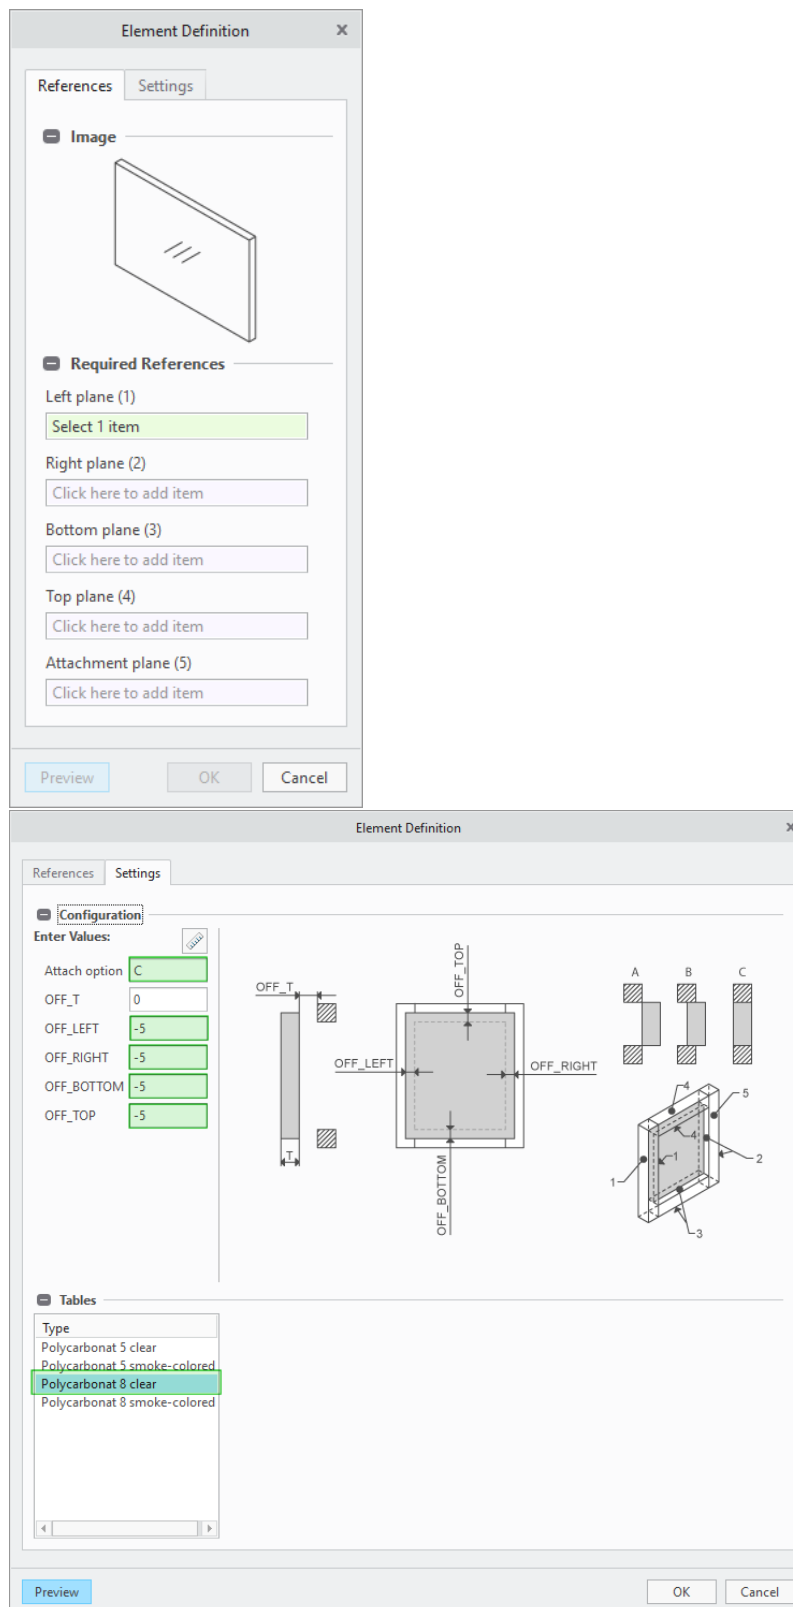 Element Definition
References Settings
Image
Required References
Left plane (1)
Select 1 item
Right plane (2)
Click here to add item
Bottom plane (3)
Click here to add item
Top plane (4)
Click here to add item
Attachment plane (5)
Click here to add item
Preview OK Cancel
Element Definition
References Settings
Configuration
Enter Values:
Attach option C
OFF_T 0
OFF_LEFT -5
OFF_RIGHT -5
OFF_BOTTOM -5
OFF_TOP -5
OFF_T
T
OFF_TOP
OFF_LEFT
OFF_RIGHT
OFF_BOTTOM
A B C
4
5
4
1
2
1
3
Tables
Type
Polycarbonat 5 clear
Polycarbonat 5 smoke-colored
Polycarbonat 8 clear
Polycarbonat 8 smoke-colored
Preview OK Cancel